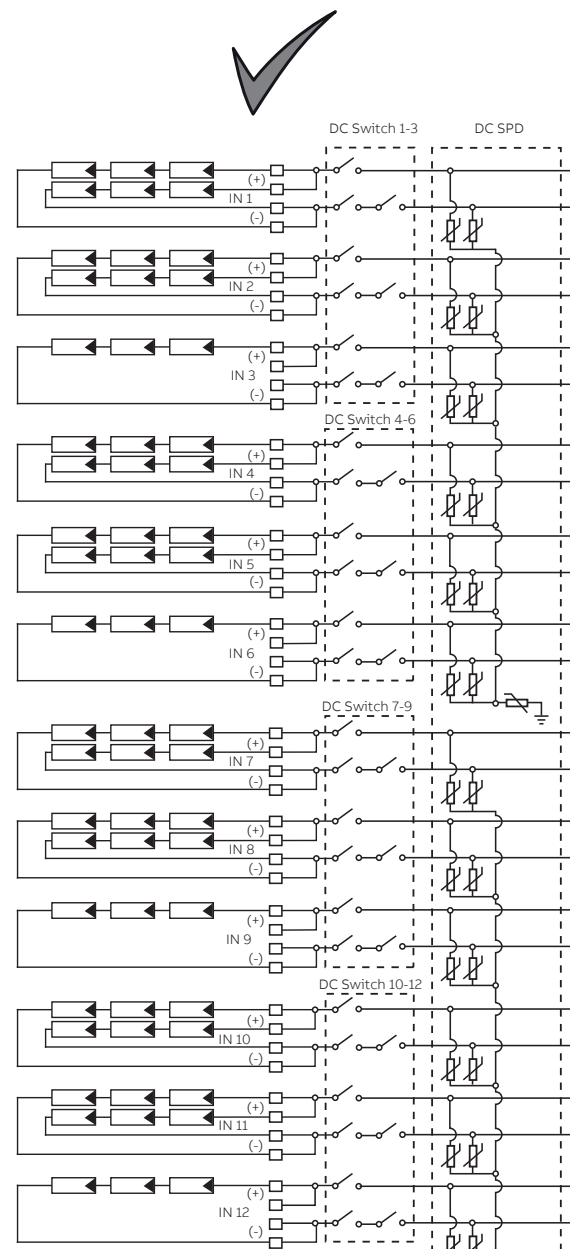 DC Switch 1-3 DC SPD
(+)
IN 1
(-)
(+)
IN 2
(-)
(+)
IN 3
(-)
DC Switch 4-6
(+)
IN 4
(-)
(+)
IN 5
(-)
(+)
IN 6
(-)
DC Switch 7-9
(+)
IN 7
(-)
(+)
IN 8
(-)
(+)
IN 9
(-)
DC Switch 10-12
(+)
IN 10
(-)
(+)
IN 11
(-)
(+)
IN 12
(-)